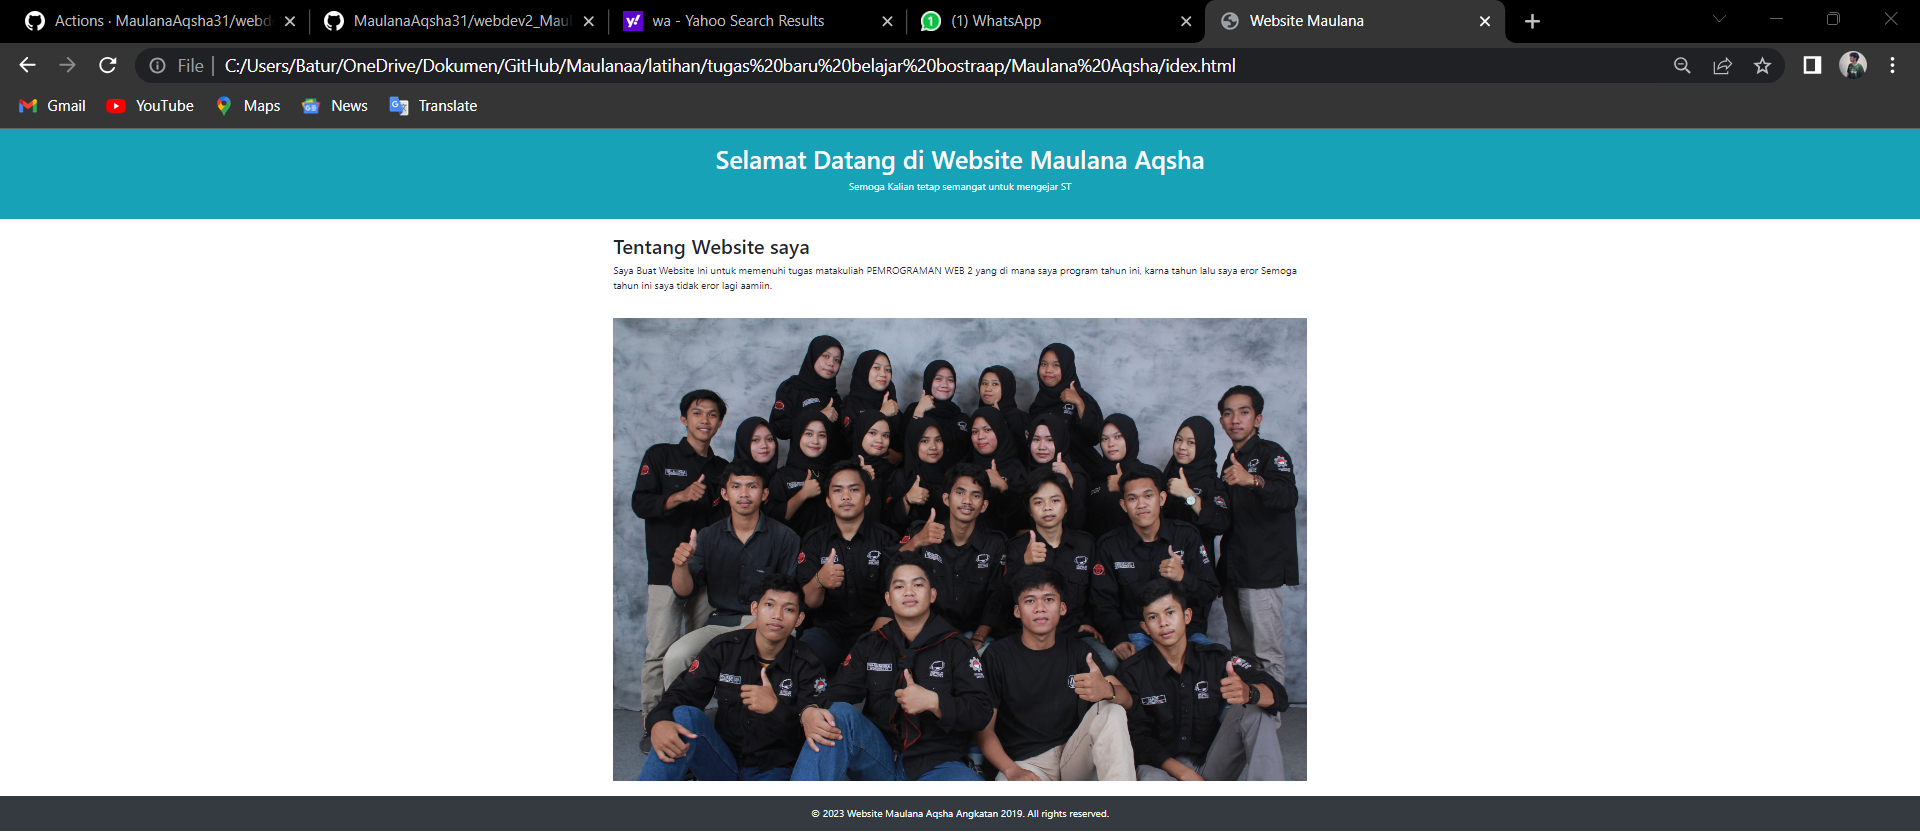 Actions · MaulanaAqsha31/webd
MaulanaAqsha31/webdev2_Maul
wa - Yahoo Search Results
(1) WhatsApp
Website Maulana
File
C:/Users/Batur/OneDrive/Dokumen/GitHub/Maulanaa/latihan/tugas%20baru%20belajar%20bostraap/Maulana%20Aqsha/idex.html
Gmail
YouTube
Maps
News
Translate
Selamat Datang di Website Maulana Aqsha
Semoga Kalian tetap semangat untuk mengejar ST
Tentang Website saya
Saya Buat Website Ini untuk memenuhi tugas matakuliah PEMROGRAMAN WEB 2 yang di mana saya program tahun ini, karna tahun lalu saya eror Semoga
tahun ini saya tidak eror lagi aamiin.
© 2023 Website Maulana Aqsha Angkatan 2019. All rights reserved.